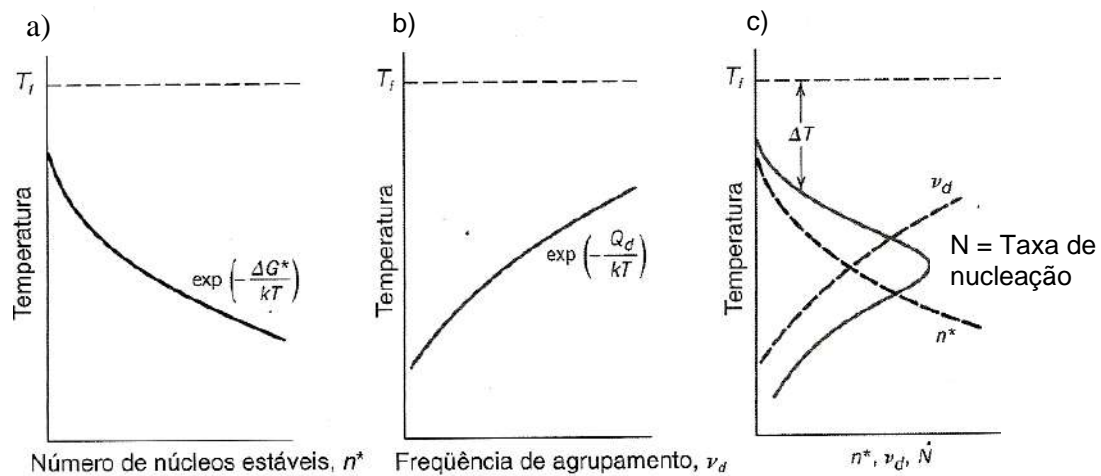 a)
T_f
Temperatura
exp (-ΔG*/kT)
Número de núcleos estáveis, n*
b)
T_f
Temperatura
exp (-Q_d/kT)
Freqüência de agrupamento, ν_d
c)
T_f
ΔT
Temperatura
ν_d
N = Taxa de
nucleação
n*
n*, ν_d, Ṅ